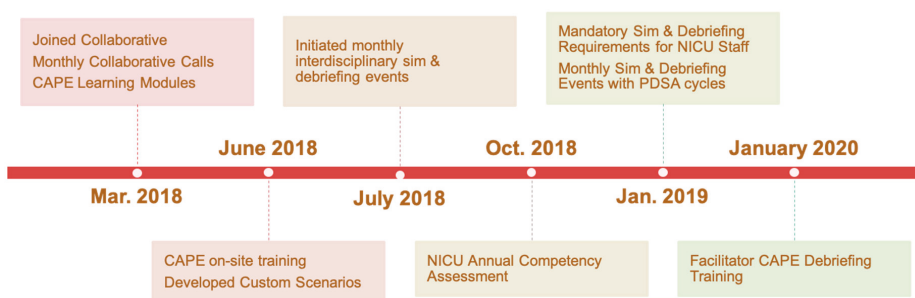 Joined Collaborative
Monthly Collaborative Calls
CAPE Learning Modules
Initiated monthly
interdisciplinary sim &
debriefing events
Mandatory Sim & Debriefing
Requirements for NICU Staff
Monthly Sim & Debriefing
Events with PDSA cycles
June 2018
Oct. 2018
January 2020
Mar. 2018
July 2018
Jan. 2019
CAPE on-site training
Developed Custom Scenarios
NICU Annual Competency
Assessment
Facilitator CAPE Debriefing
Training